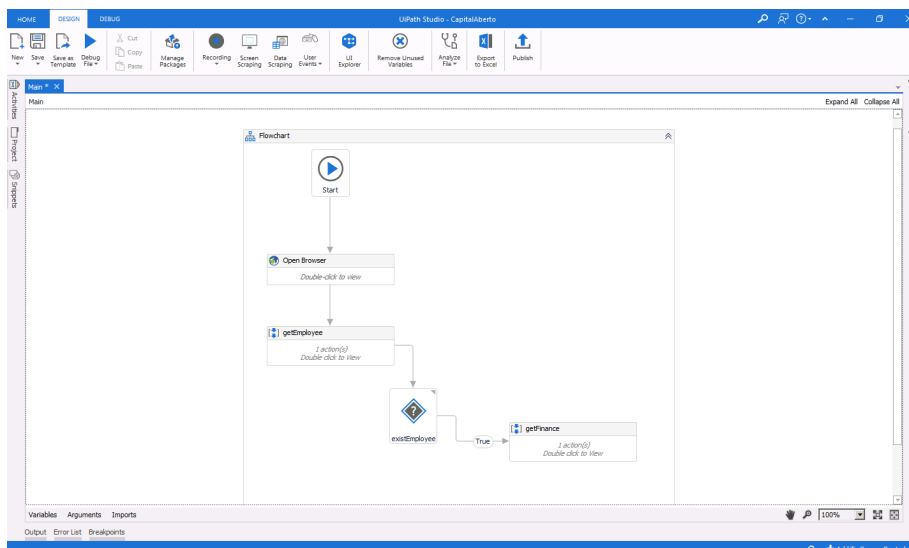 HOME DESIGN DEBUG UiPath Studio - CapitalAberto
New Save Save as Template Debug File Cut Copy Paste Manage Packages Recording Screen Scraping Data Scraping User Events UI Explorer Remove Unused Variables Analyze File Export to Excel Publish
Main * X
Activities
Project
Snippets
Main Expand All Collapse All
Flowchart
Start
Open Browser
Double-click to view
getEmployee
1 action(s)
Double click to View
existEmployee
True
getFinance
1 action(s)
Double click to View
Variables Arguments Imports 100%
Output Error List Breakpoints